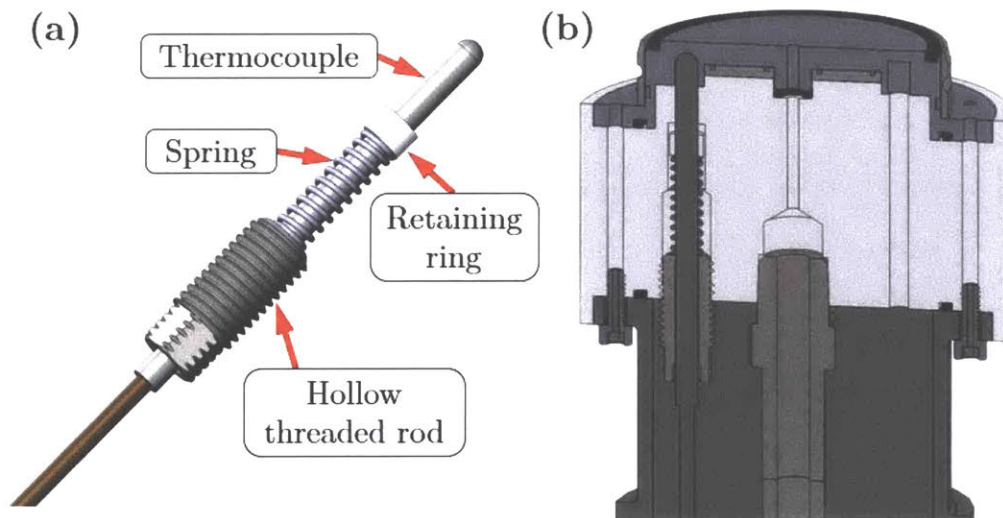 (a)
Thermocouple
Spring
Retaining
ring
Hollow
threaded rod
(b)